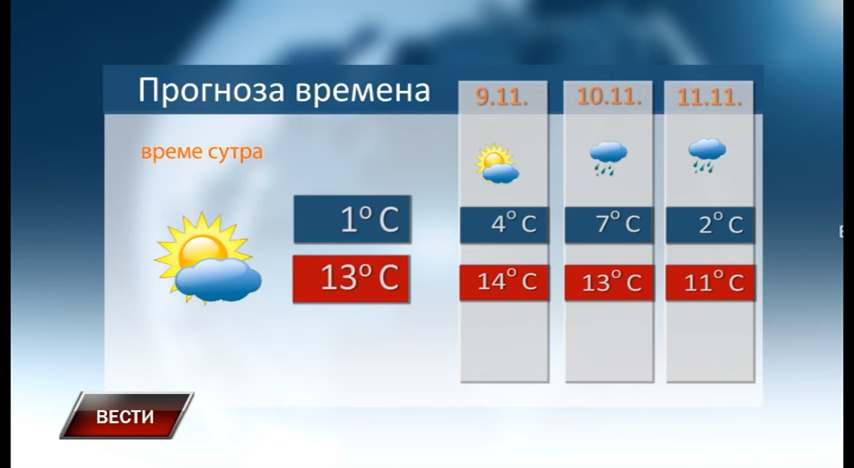 Прогноза времена
време сутра
1° C
13° C
9.11.
4° C
14° C
10.11.
7° C
13° C
11.11.
2° C
11° C
ВЕСТИ